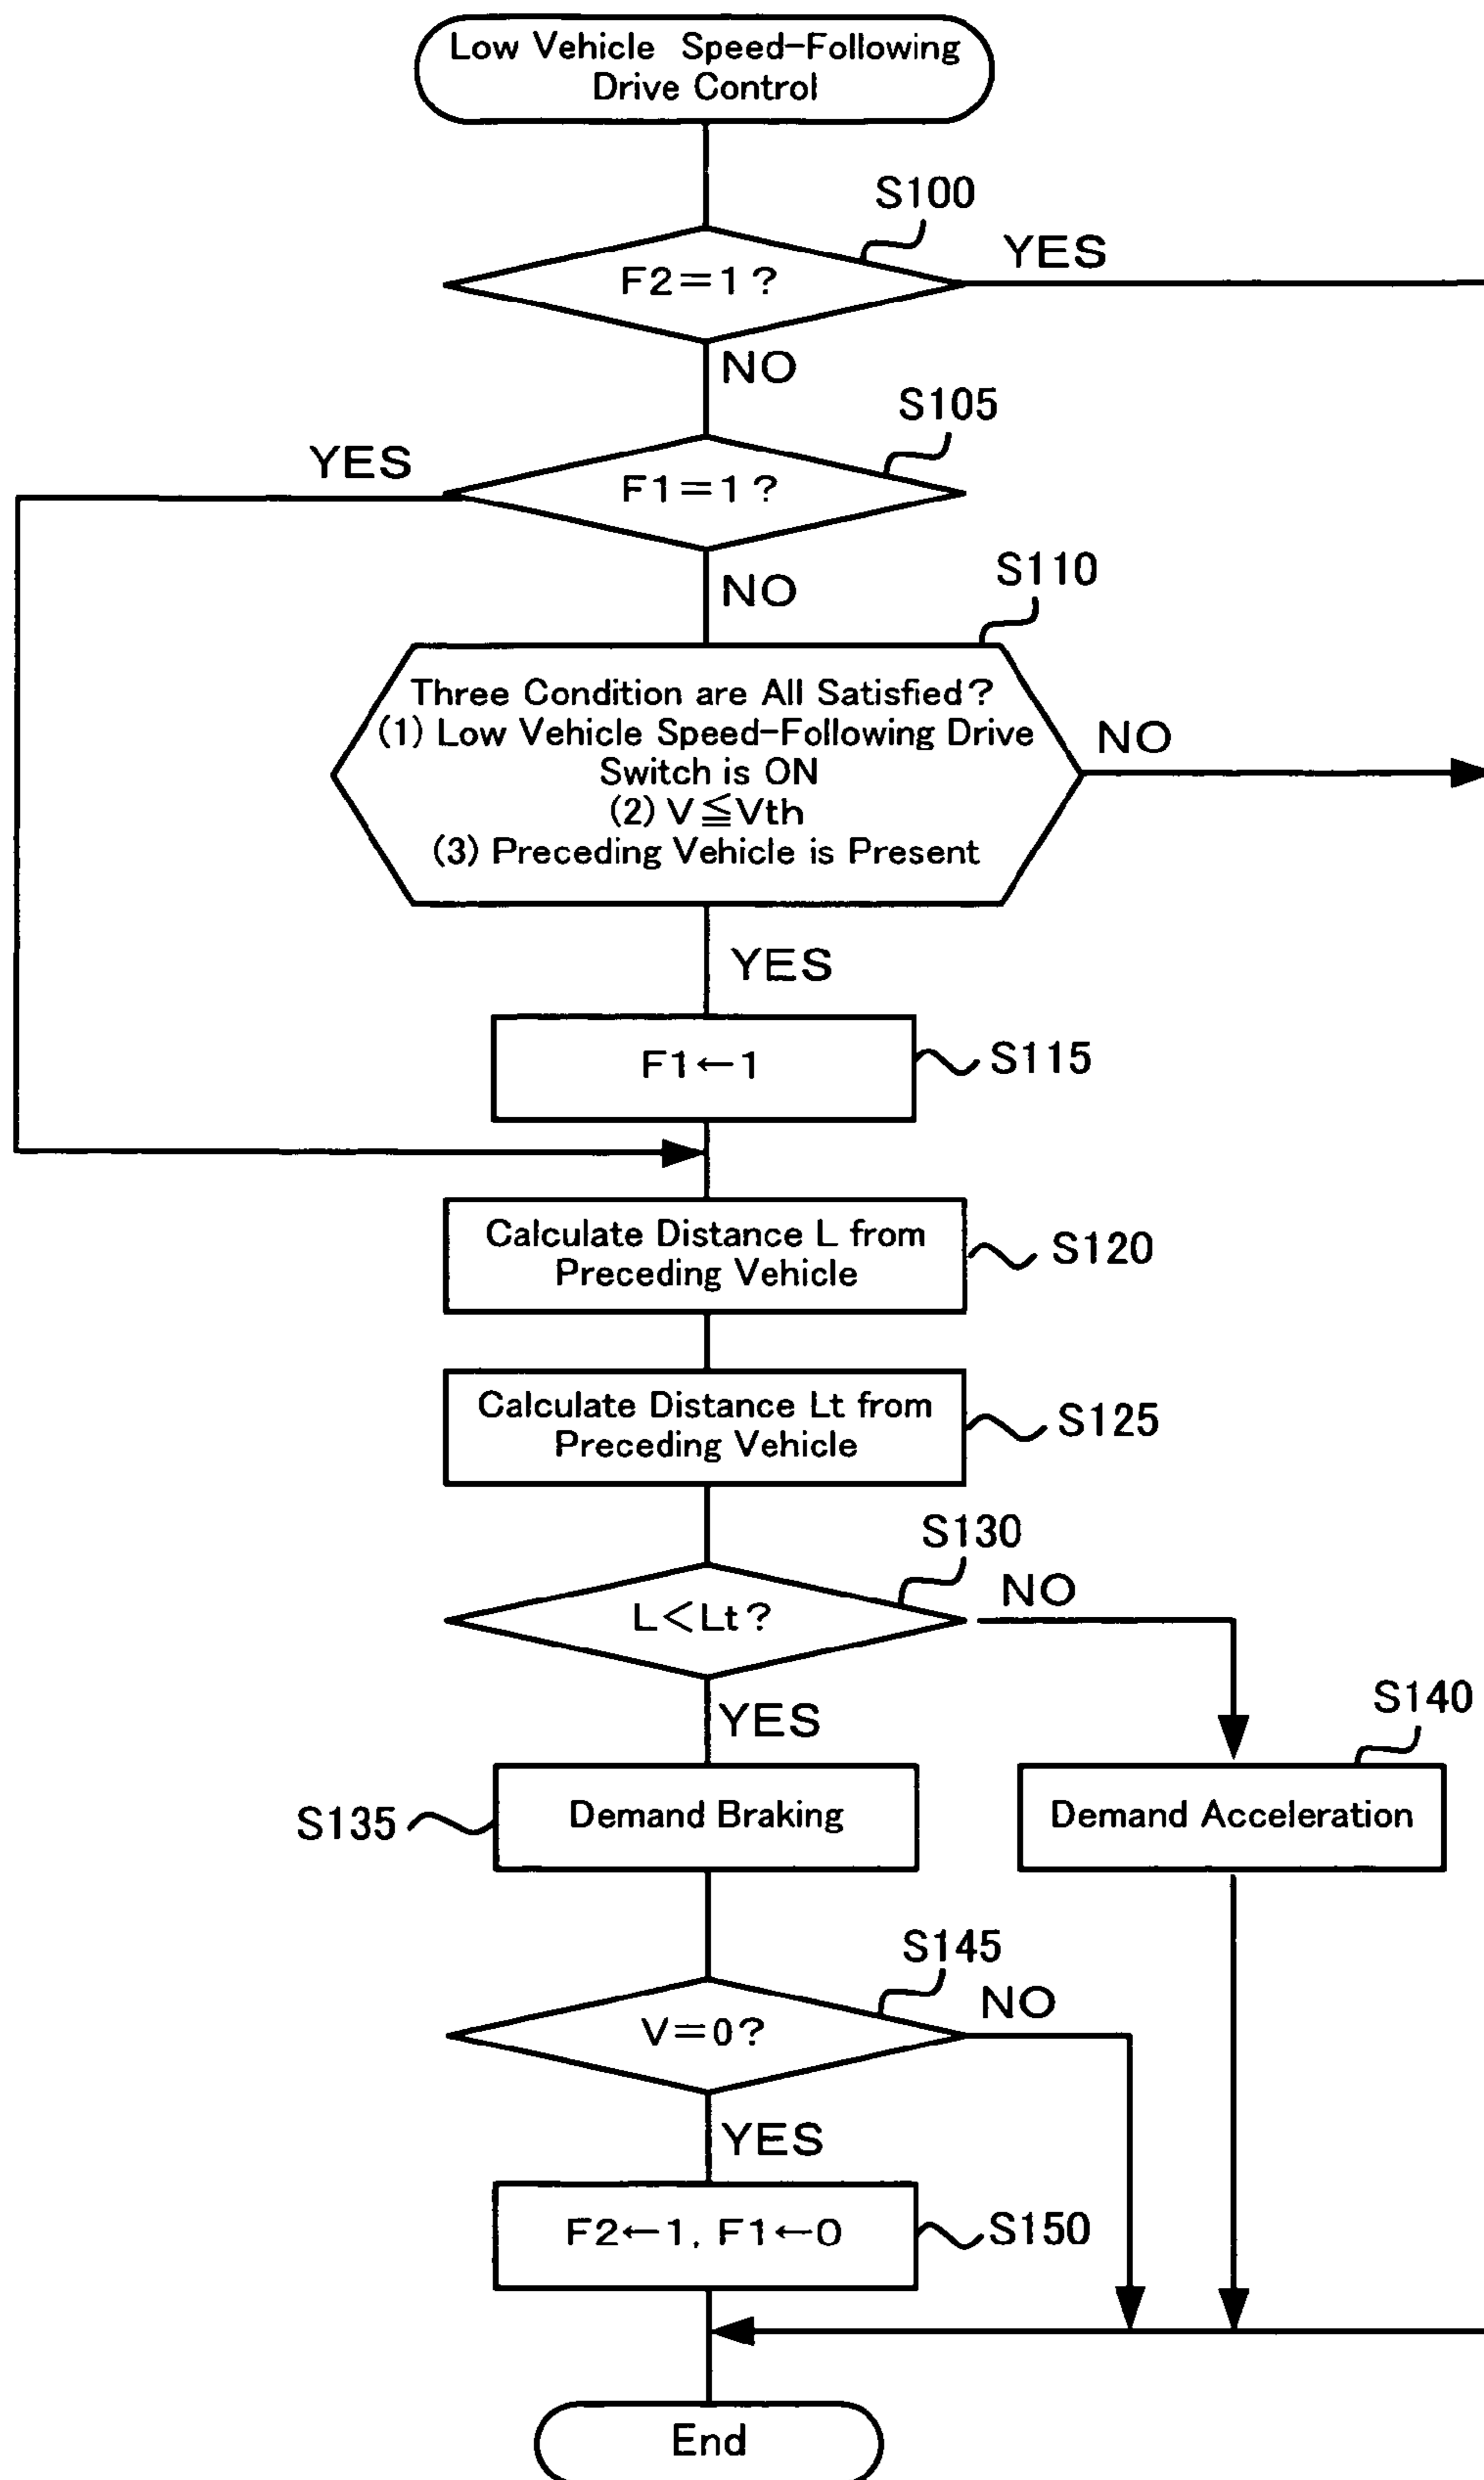 Low Vehicle Speed-Following
Drive Control
S100
F2=1?
YES
NO
S105
YES
F1=1?
NO
S110
Three Condition are All Satisfied?
(1) Low Vehicle Speed-Following Drive
Switch is ON
(2) V≦Vth
(3) Preceding Vehicle is Present
NO
YES
F1←1
S115
Calculate Distance L from
Preceding Vehicle
S120
Calculate Distance Lt from
Preceding Vehicle
S125
S130
L<Lt?
NO
YES
S140
S135
Demand Braking
Demand Acceleration
S145
V=0?
NO
YES
F2←1, F1←0
S150
End